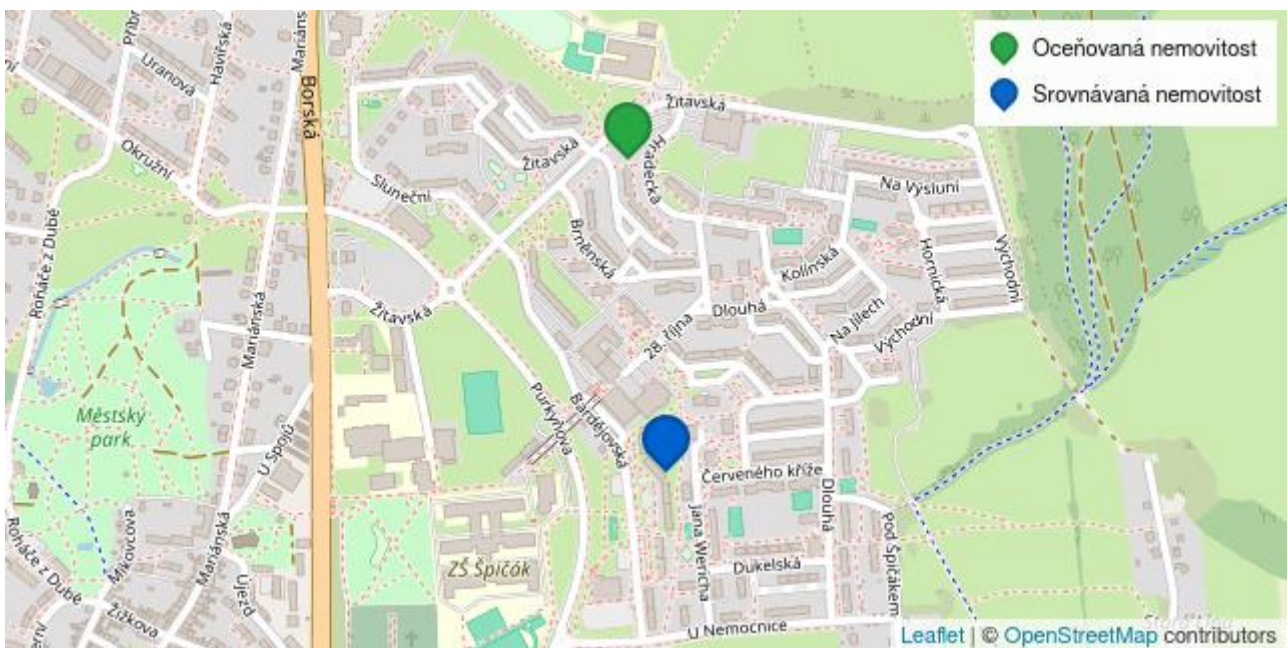 Oceňovaná nemovitost
Srovnávaná nemovitost
Uranová
Havířská
Borská
Okružní
Roháče z Dubé
Žitavská
Sluneční
Žitavská
Hradecká
Na Výsluní
Brněnská
Kolínská
Hornická
Východní
Mariánská
Žitavská
Dlouhá
Na Jílech
Východní
28. října
Městský
park
U Spojů
Purkyňova
Bardějovská
Červeného kříže
Dlouhá
Jana Wericha
Pod Špičákem
Mariánská
Roháče z Dubé
Mikovcova
Újezd
ZŠ Špičák
Dukelská
Žižkova
U Nemocnice
Leaflet | © OpenStreetMap contributors